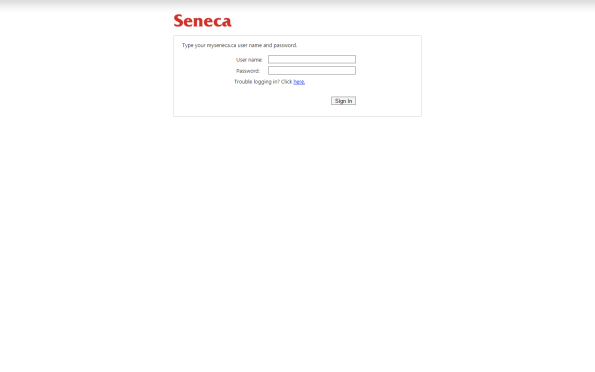 Seneca
Type your myseneca.ca user name and password.
User name:
Password:
Trouble logging in? Click here.
Sign In